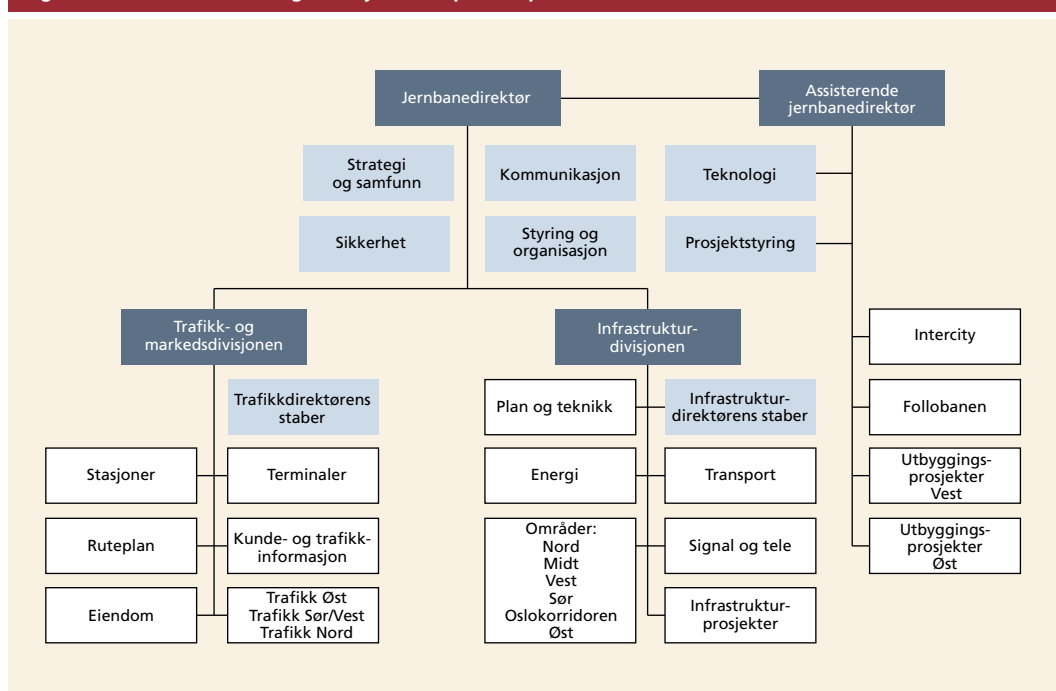 Jernbanedirektør
Assisterende
jernbanedirektør
Strategi
og samfunn
Kommunikasjon
Teknologi
Sikkerhet
Styring og
organisasjon
Prosjektstyring
Trafikk- og
markedsdivisjonen
Infrastruktur-
divisjonen
Intercity
Trafikkdirektørens
staber
Plan og teknikk
Infrastruktur-
direktørens staber
Follobanen
Stasjoner
Terminaler
Energi
Transport
Utbyggings-
prosjekter
Vest
Ruteplan
Kunde- og trafikk-
informasjon
Områder:
Nord
Midt
Vest
Sør
Oslokorridoren
Øst
Signal og tele
Utbyggings-
prosjekter
Øst
Eiendom
Trafikk Øst
Trafikk Sør/Vest
Trafikk Nord
Infrastruktur-
prosjekter